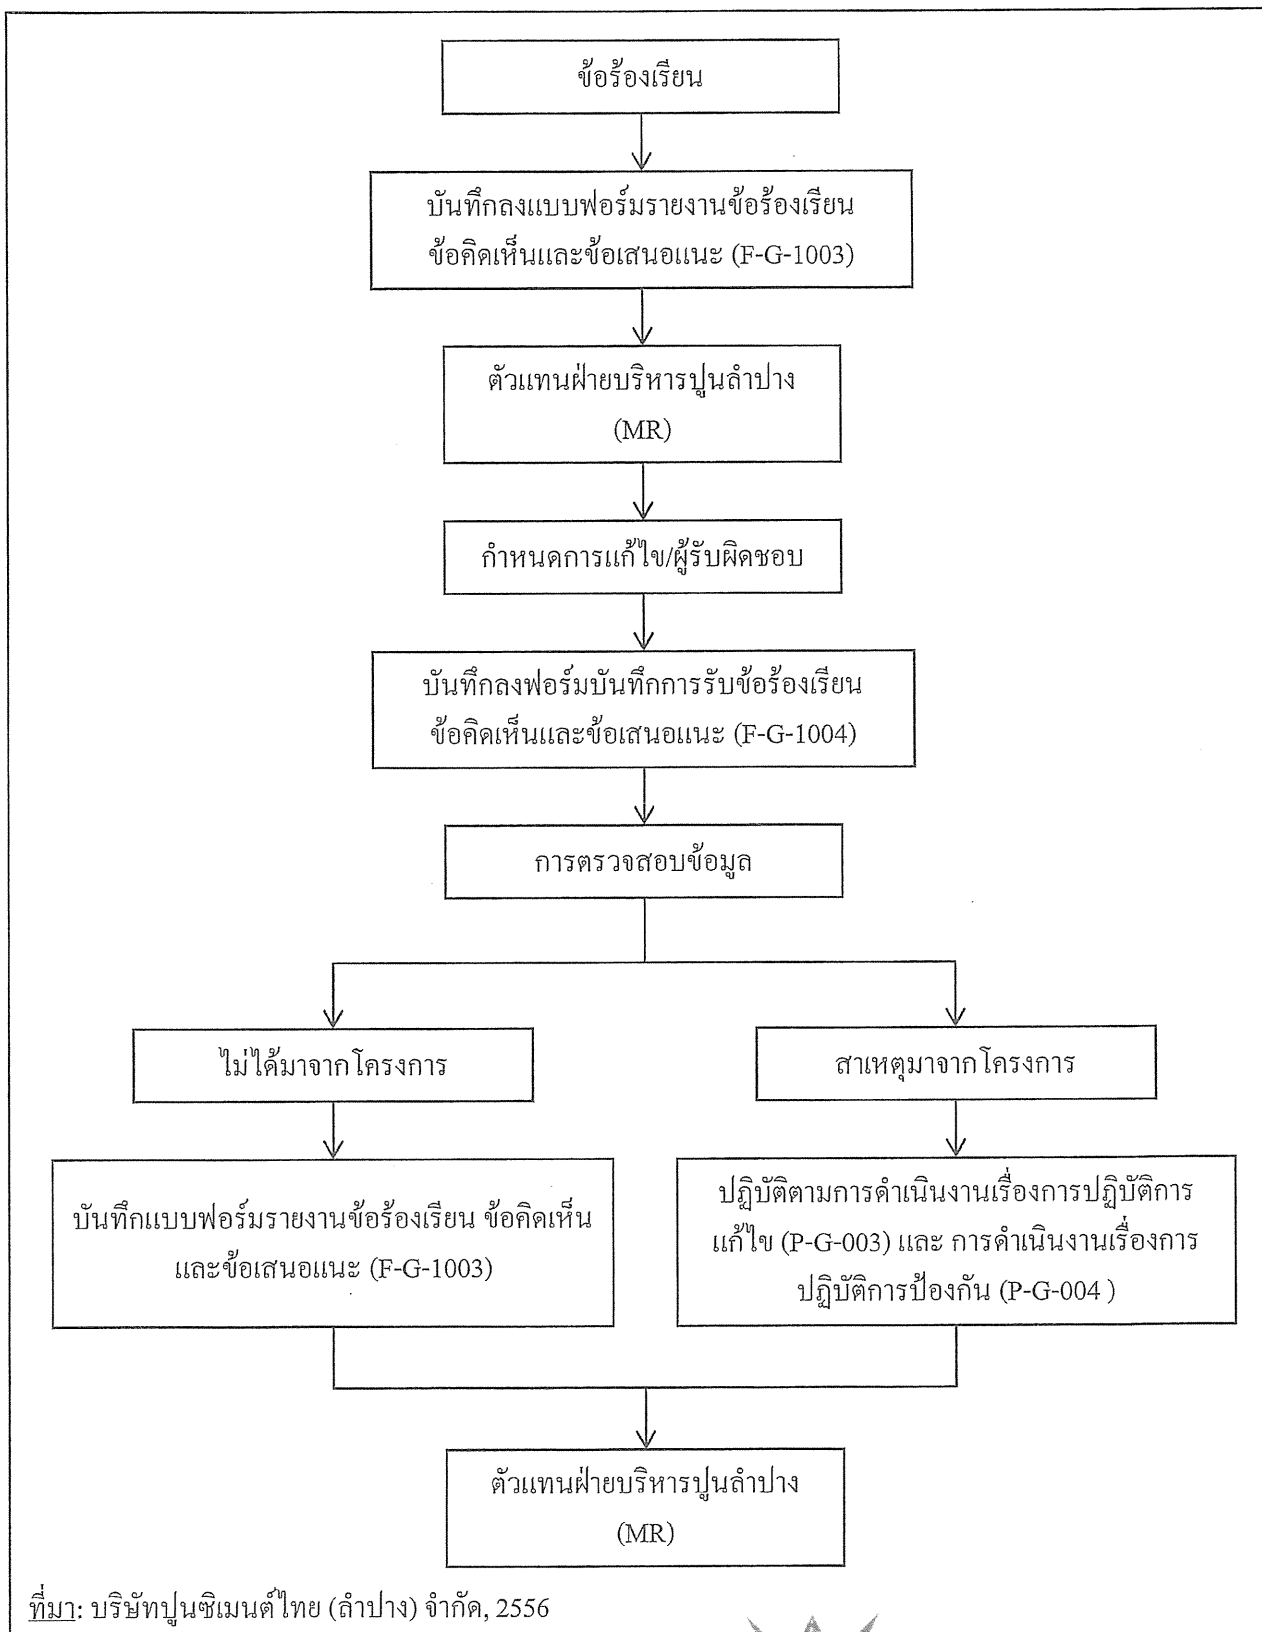 ข้อร้องเรียน
บันทึกลงแบบฟอร์มรายงานข้อร้องเรียน
ข้อคิดเห็นและข้อเสนอแนะ (F-G-1003)
ตัวแทนฝ่ายบริหารปูนลำปาง
(MR)
กำหนดการแก้ไข/ผู้รับผิดชอบ
บันทึกลงฟอร์มบันทึกการรับข้อร้องเรียน
ข้อคิดเห็นและข้อเสนอแนะ (F-G-1004)
การตรวจสอบข้อมูล
ไม่ได้มาจากโครงการ
สาเหตุมาจากโครงการ
บันทึกแบบฟอร์มรายงานข้อร้องเรียน ข้อคิดเห็น
และข้อเสนอแนะ (F-G-1003)
ปฏิบัติตามการดำเนินงานเรื่องการปฏิบัติการ
แก้ไข (P-G-003) และ การดำเนินงานเรื่องการ
ปฏิบัติการป้องกัน (P-G-004 )
ตัวแทนฝ่ายบริหารปูนลำปาง
(MR)
ที่มา: บริษัทปูนซิเมนต์ไทย (ลำปาง) จำกัด, 2556